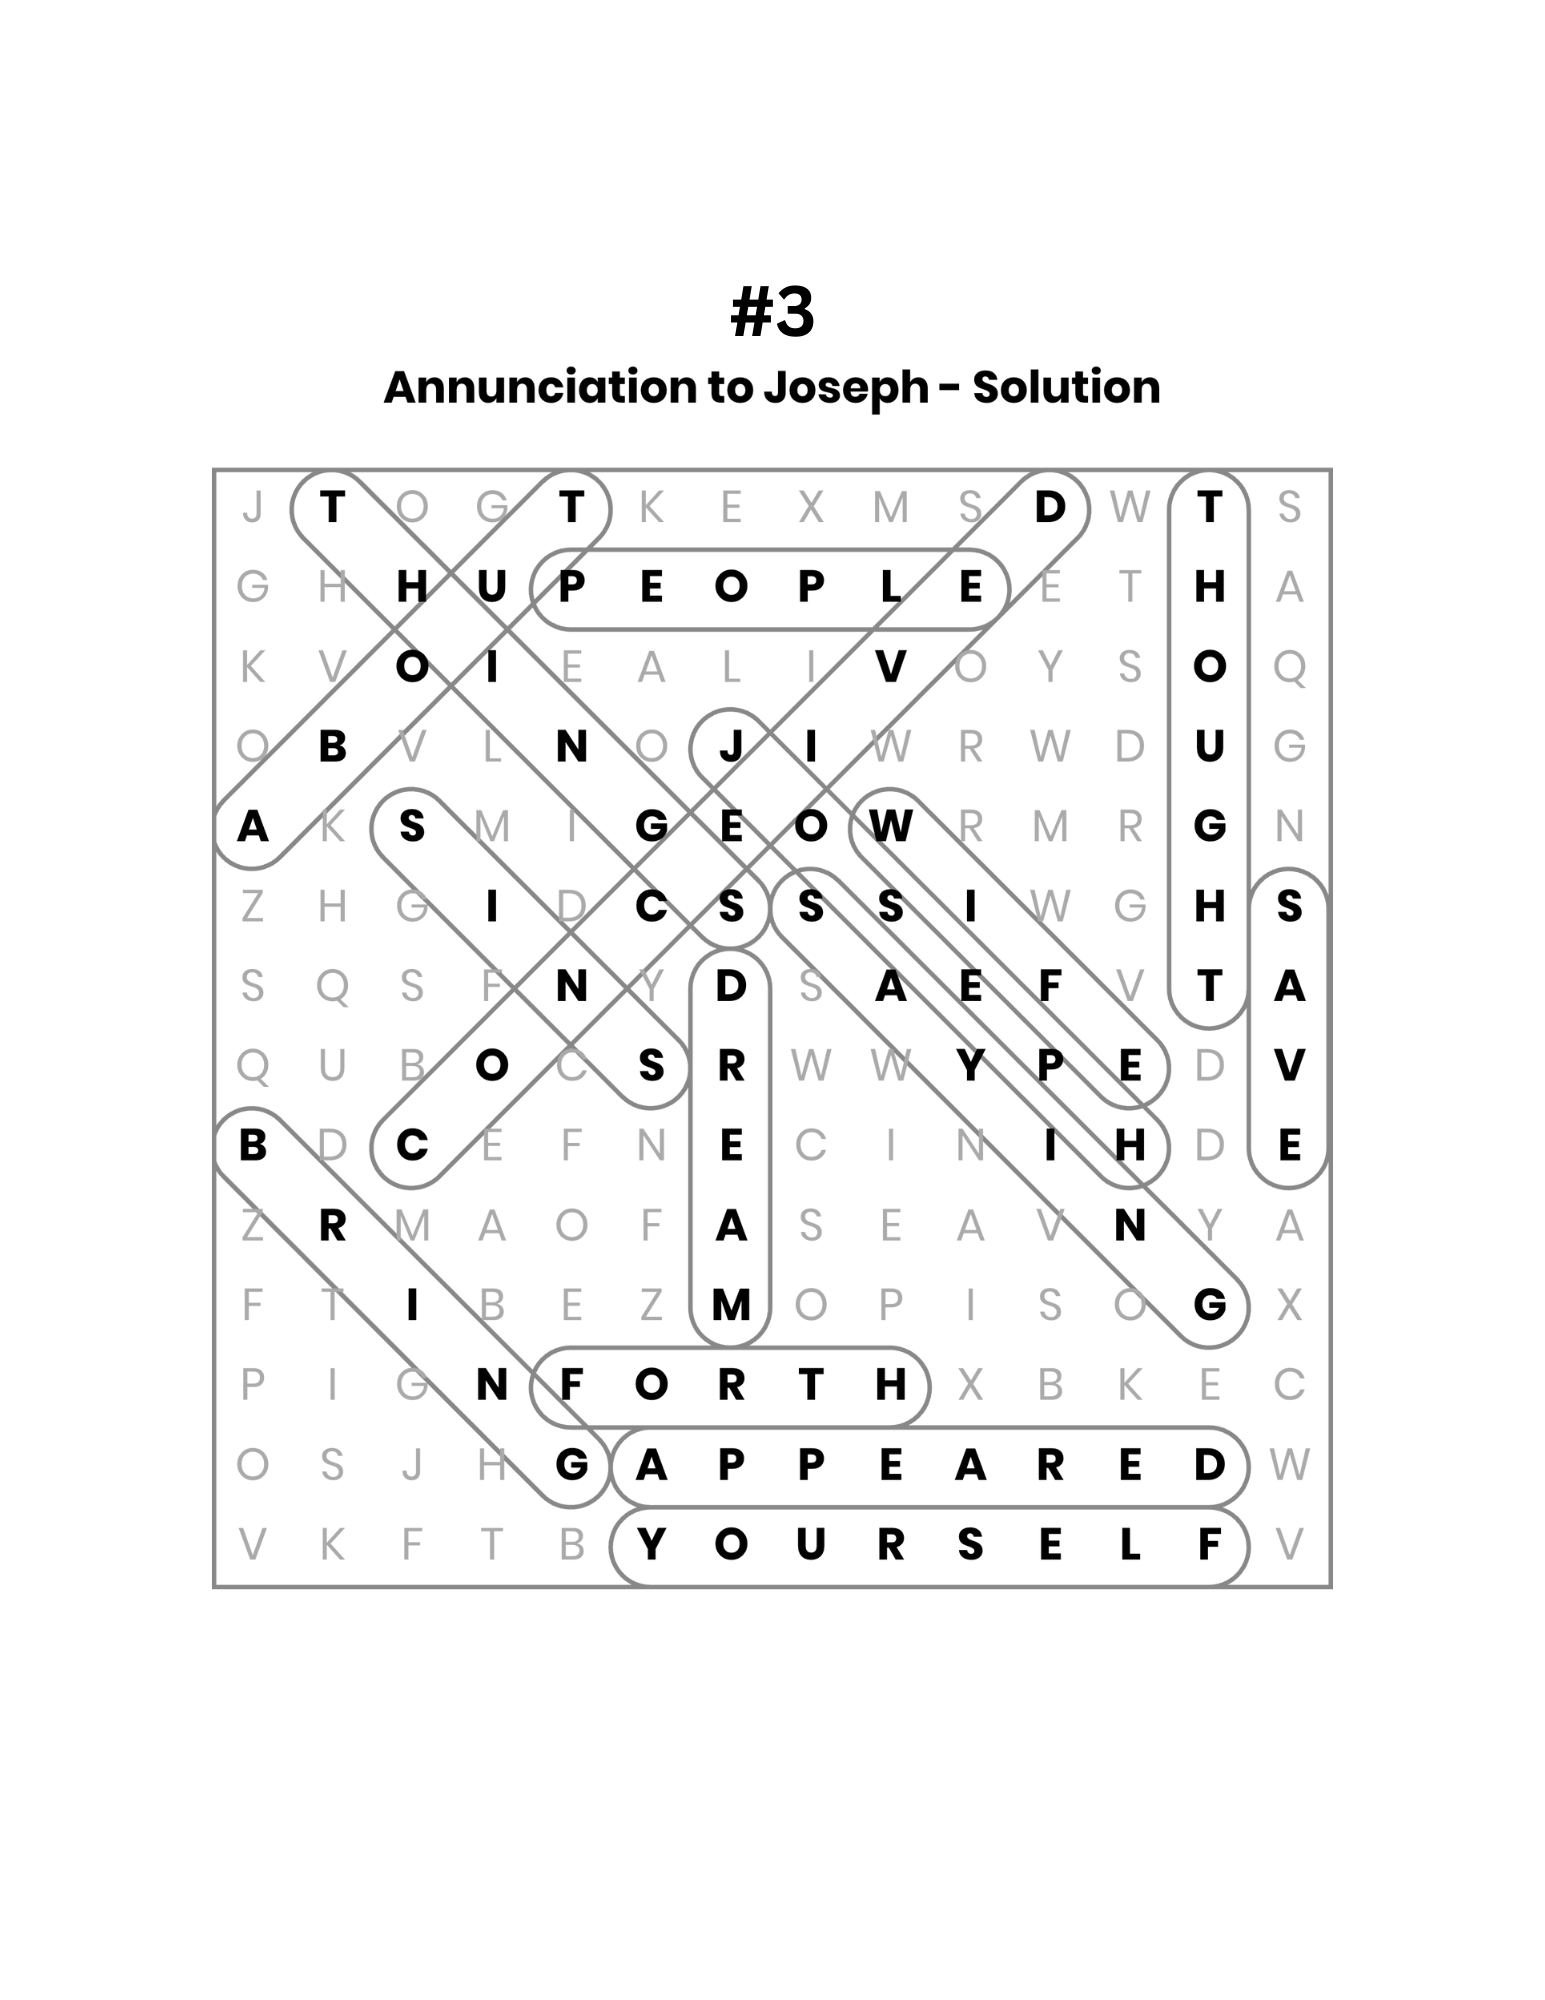 #3
Annunciation to Joseph - Solution
J T O G T K E X M S D W T S
G H H U P E O P L E E T H A
K V O I E A L I V O Y S O Q
O B V L N O J I W R W D U G
A K S M I G E O W R M R G N
Z H G I D C S S S I W G H S
S Q S F N Y D S A E F V T A
Q U B O C S R W W Y P E D V
B D C E F N E C I N I H D E
Z R M A O F A S E A V N Y A
F T I B E Z M O P I S O G X
P I G N F O R T H X B K E C
O S J H G A P P E A R E D W
V K F T B Y O U R S E L F V